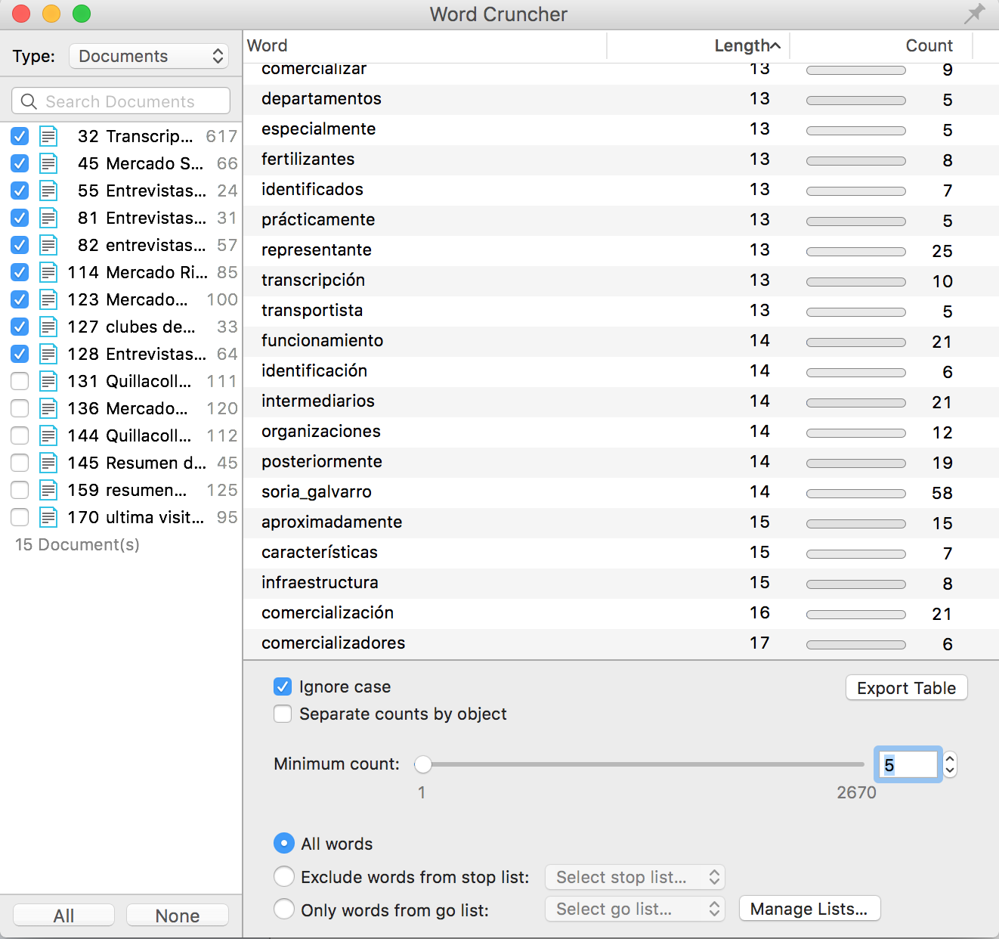 Word Cruncher
Type: Documents
Search Documents
32 Transcrip... 617
45 Mercado S... 66
55 Entrevistas... 24
81 Entrevistas... 31
82 entrevistas... 57
114 Mercado Ri... 85
123 Mercado... 100
127 clubes de... 33
128 Entrevistas... 64
131 Quillacoll... 111
136 Mercado... 120
144 Quillacoll... 112
145 Resumen d... 45
159 resumen... 125
170 ultima visit... 95
15 Document(s)
All None
Word Length Count
comercializar 13 9
departamentos 13 5
especialmente 13 5
fertilizantes 13 8
identificados 13 7
prácticamente 13 5
representante 13 25
transcripción 13 10
transportista 13 5
funcionamiento 14 21
identificación 14 6
intermediarios 14 21
organizaciones 14 12
posteriormente 14 19
soria_galvarro 14 58
aproximadamente 15 15
características 15 7
infraestructura 15 8
comercialización 16 21
comercializadores 17 6
Ignore case Export Table
Separate counts by object
Minimum count: 5
1 2670
All words
Exclude words from stop list: Select stop list...
Only words from go list: Select go list... Manage Lists...